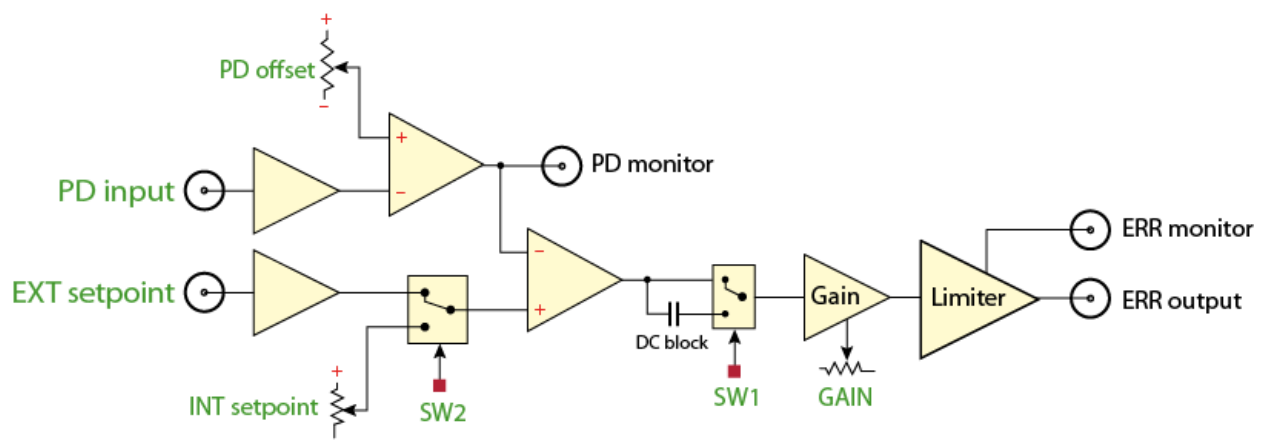 +
PD offset
−
+
−
PD input
PD monitor
EXT setpoint
−
+
ERR monitor
Gain
Limiter
ERR output
DC block
+
INT setpoint
SW2
SW1
GAIN